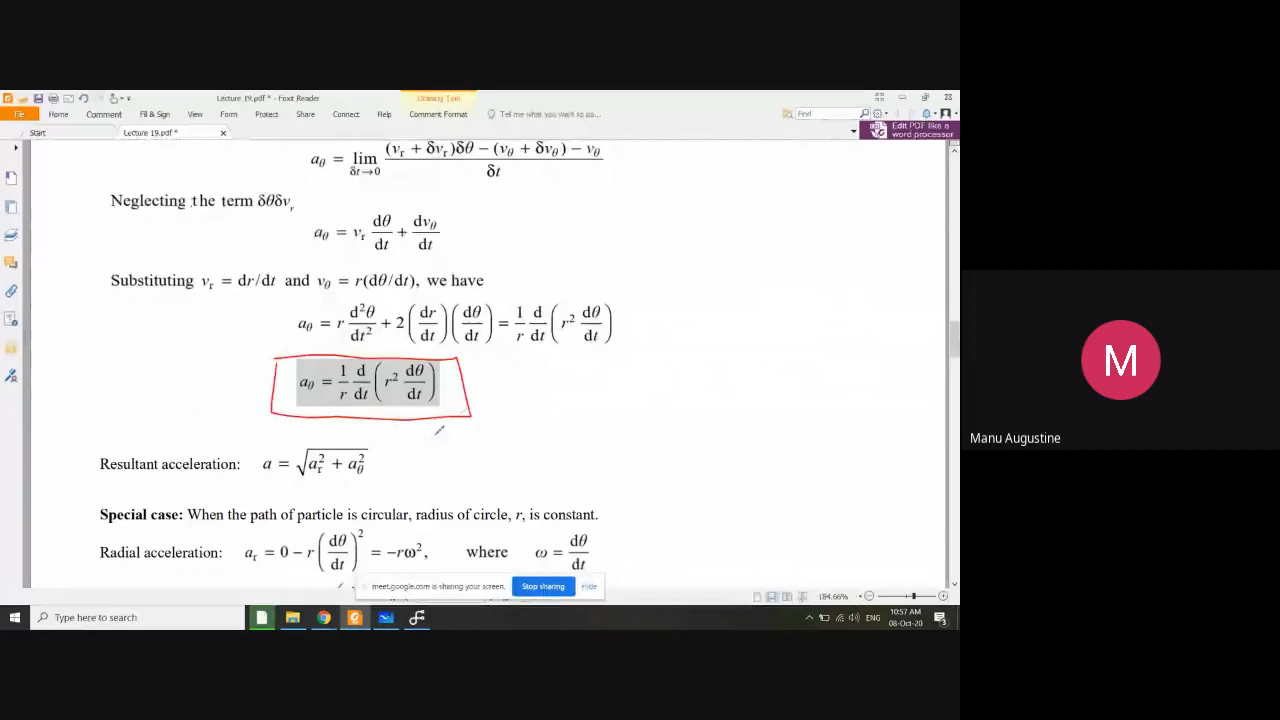 Lecture 19.pdf * - Foxit Reader
Drawing Tool
File Home Comment Fill & Sign View Form Protect Share Connect Help Comment Format Tell me what you want to do... Find
Start Lecture 19.pdf * × Edit PDF like a word processor
a_θ = lim_{δt→0} ((v_r + δv_r)δθ − (v_θ + δv_θ) − v_θ) / δt
Neglecting the term δθδv_r
a_θ = v_r dθ/dt + dv_θ/dt
Substituting v_r = dr/dt and v_θ = r(dθ/dt), we have
a_θ = r d²θ/dt² + 2 (dr/dt)(dθ/dt) = 1/r d/dt (r² dθ/dt)
a_θ = 1/r d/dt (r² dθ/dt)
Resultant acceleration: a = √(a_r² + a_θ²)
Special case: When the path of particle is circular, radius of circle, r, is constant.
Radial acceleration: a_r = 0 − r (dθ/dt)² = −rω², where ω = dθ/dt
meet.google.com is sharing your screen. Stop sharing Hide
184.66%
Type here to search
ENG 10:57 AM
08-Oct-20
3
M
Manu Augustine